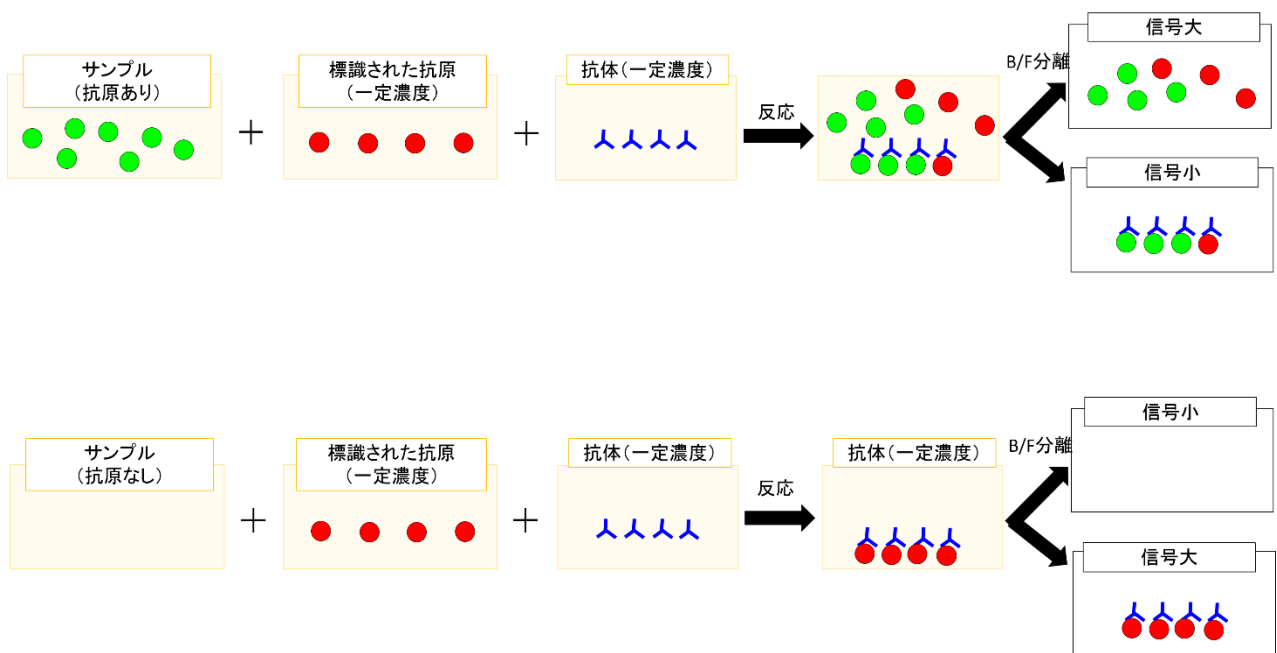 サンプル
(抗原あり)
+
標識された抗原
(一定濃度)
+
抗体(一定濃度)
反応
B/F分離
信号大
信号小
サンプル
(抗原なし)
+
標識された抗原
(一定濃度)
+
抗体(一定濃度)
反応
抗体(一定濃度)
B/F分離
信号小
信号大